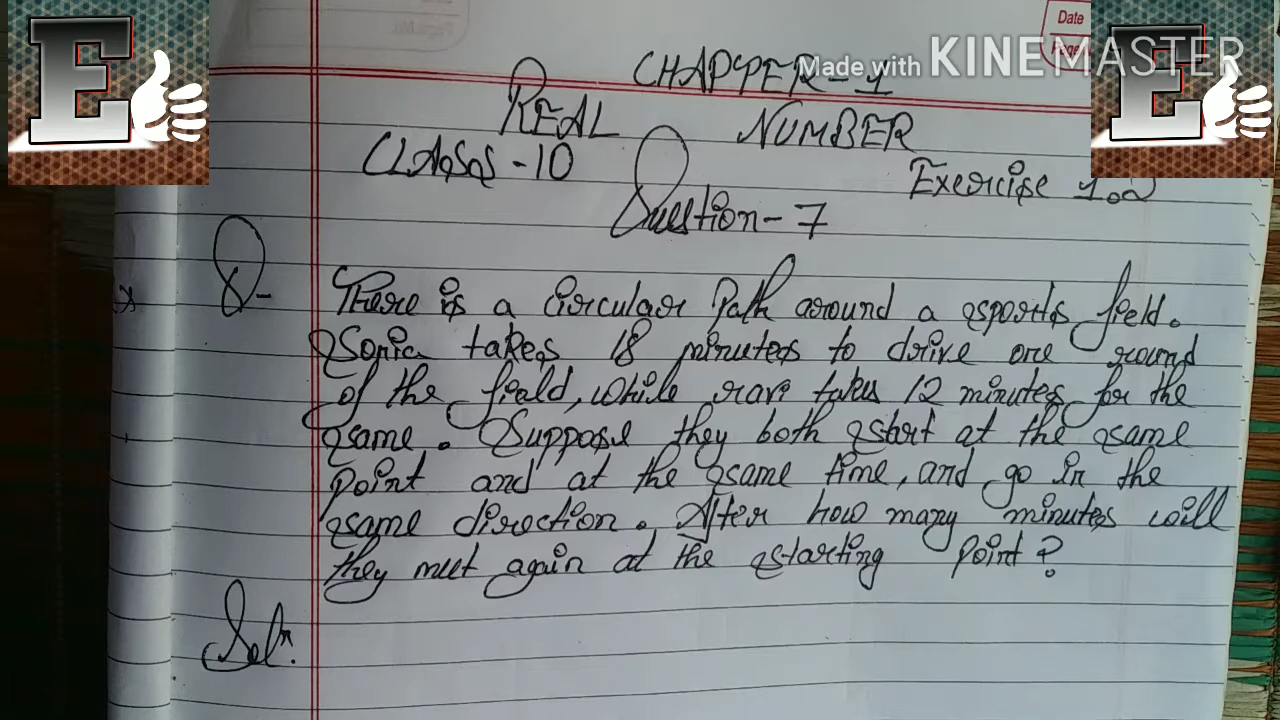 Date
Page
Made with KINEMASTER
E
E
CHAPTER-1
REAL NUMBER
CLASS-10
Exercise 1.2
Question-7
Q- There is a circular Path around a sports field.
Sonia takes 18 minutes to drive one round
of the field, while ravi takes 12 minutes for the
same. Suppose they both start at the same
point and at the same time, and go in the
same direction. After how many minutes will
they meet again at the starting point?
Solⁿ.